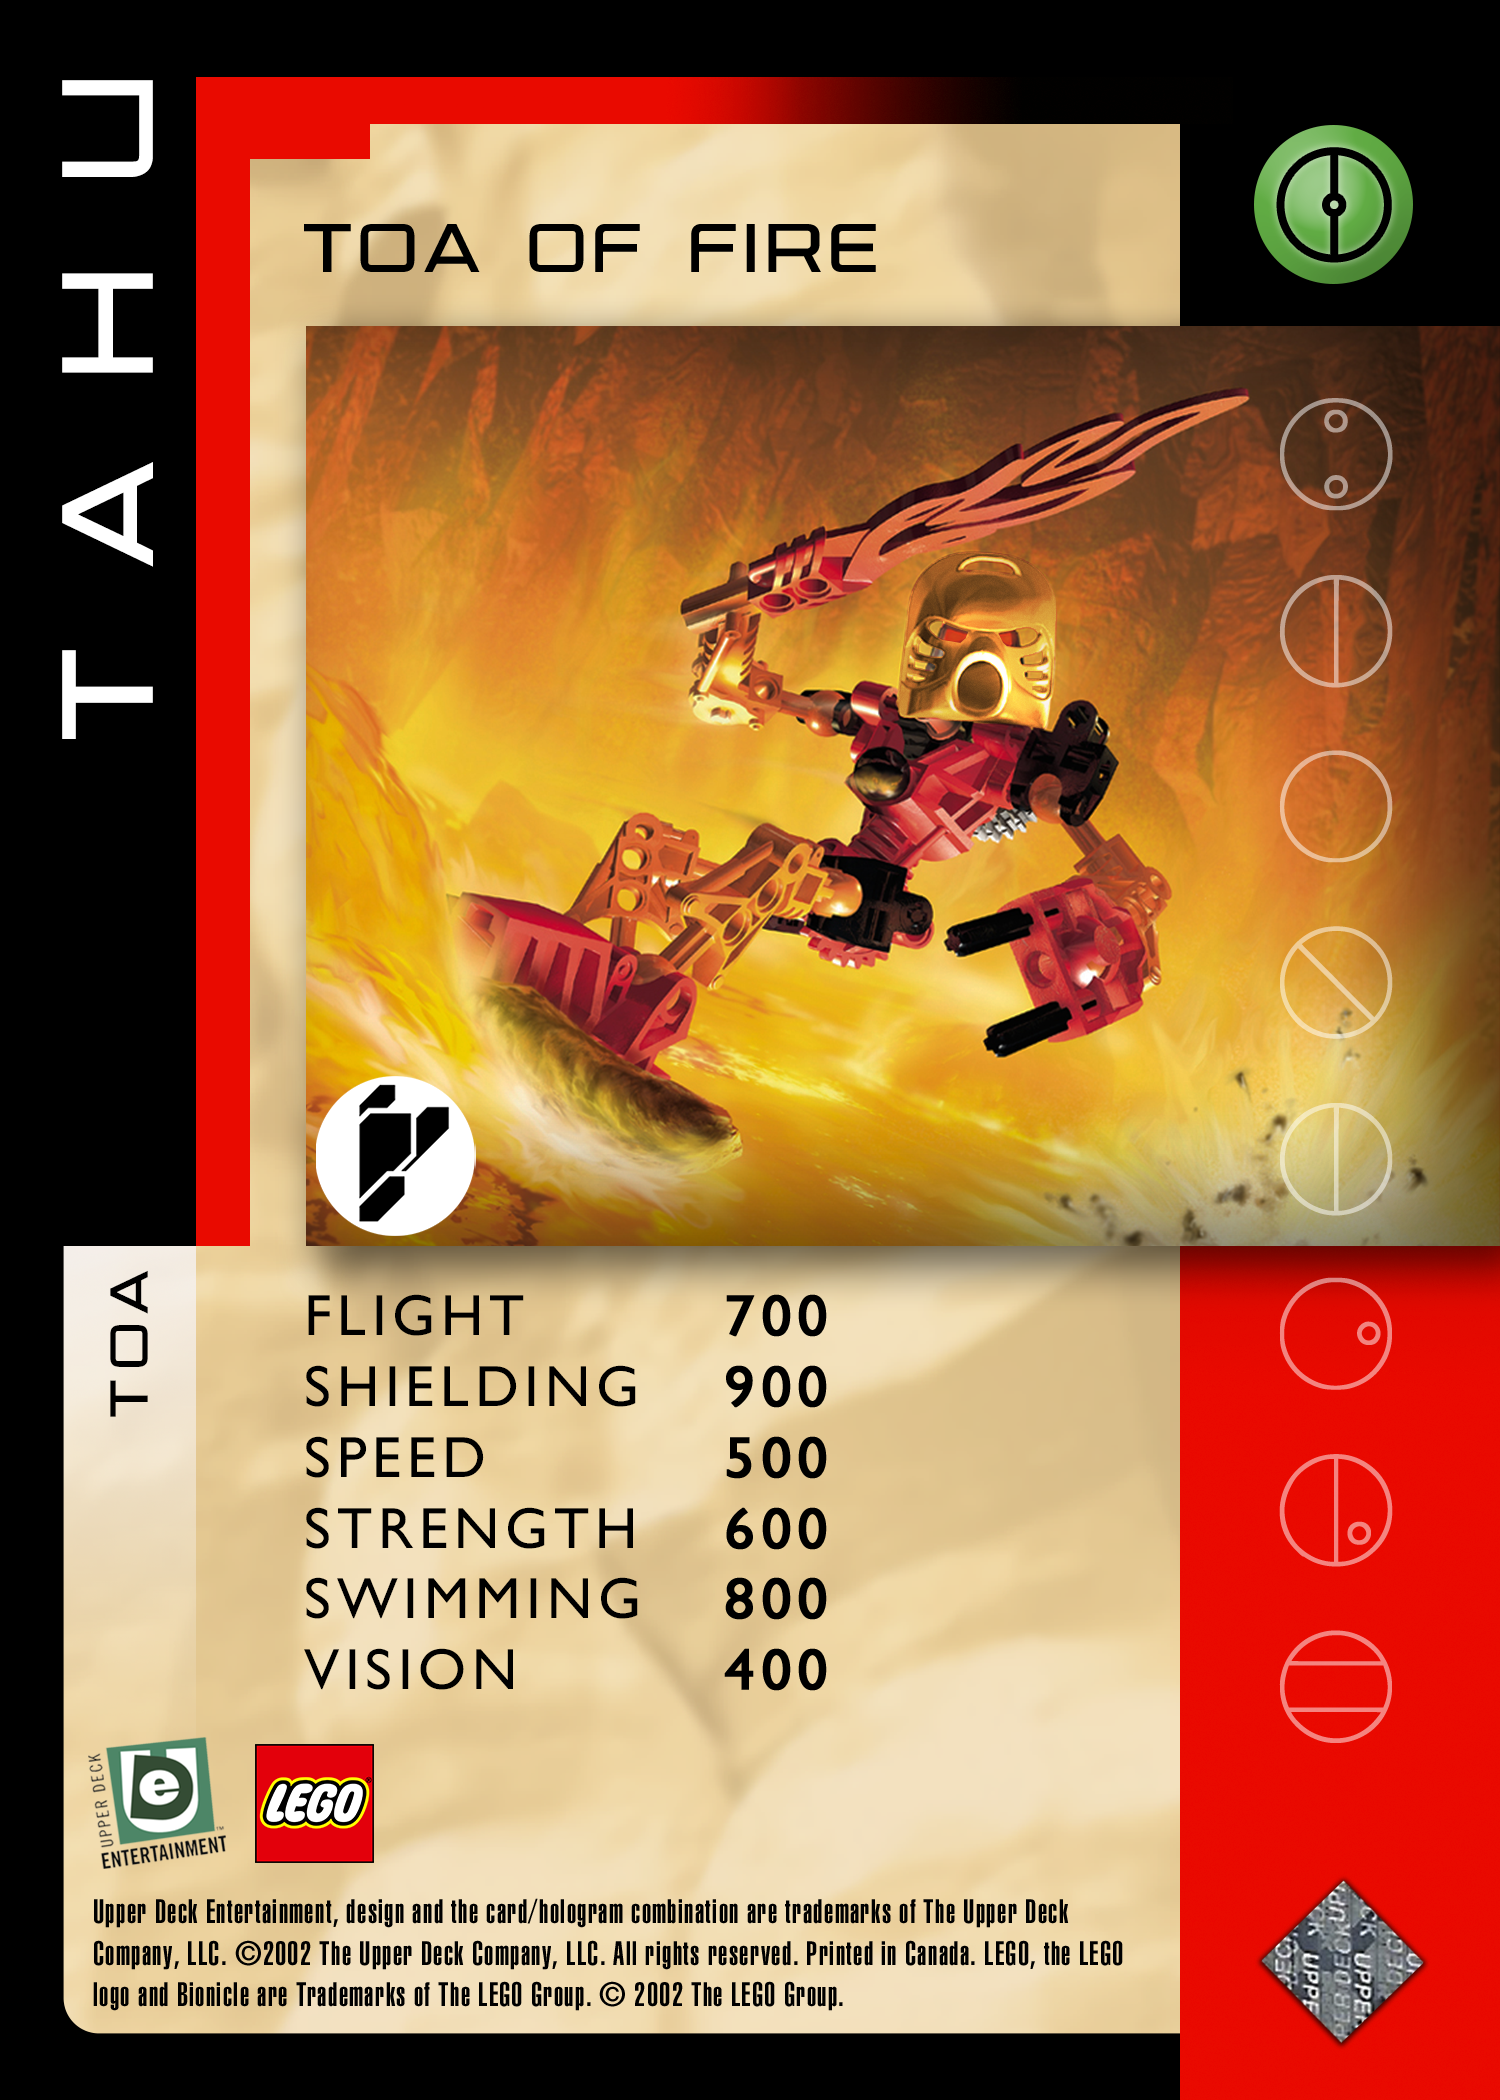 TAHU
TOA OF FIRE
TOA
FLIGHT 700
SHIELDING 900
SPEED 500
STRENGTH 600
SWIMMING 800
VISION 400
UPPER DECK
e
ENTERTAINMENT™
LEGO
Upper Deck Entertainment, design and the card/hologram combination are trademarks of The Upper Deck
Company, LLC. ©2002 The Upper Deck Company, LLC. All rights reserved. Printed in Canada. LEGO, the LEGO
logo and Bionicle are Trademarks of The LEGO Group. © 2002 The LEGO Group.